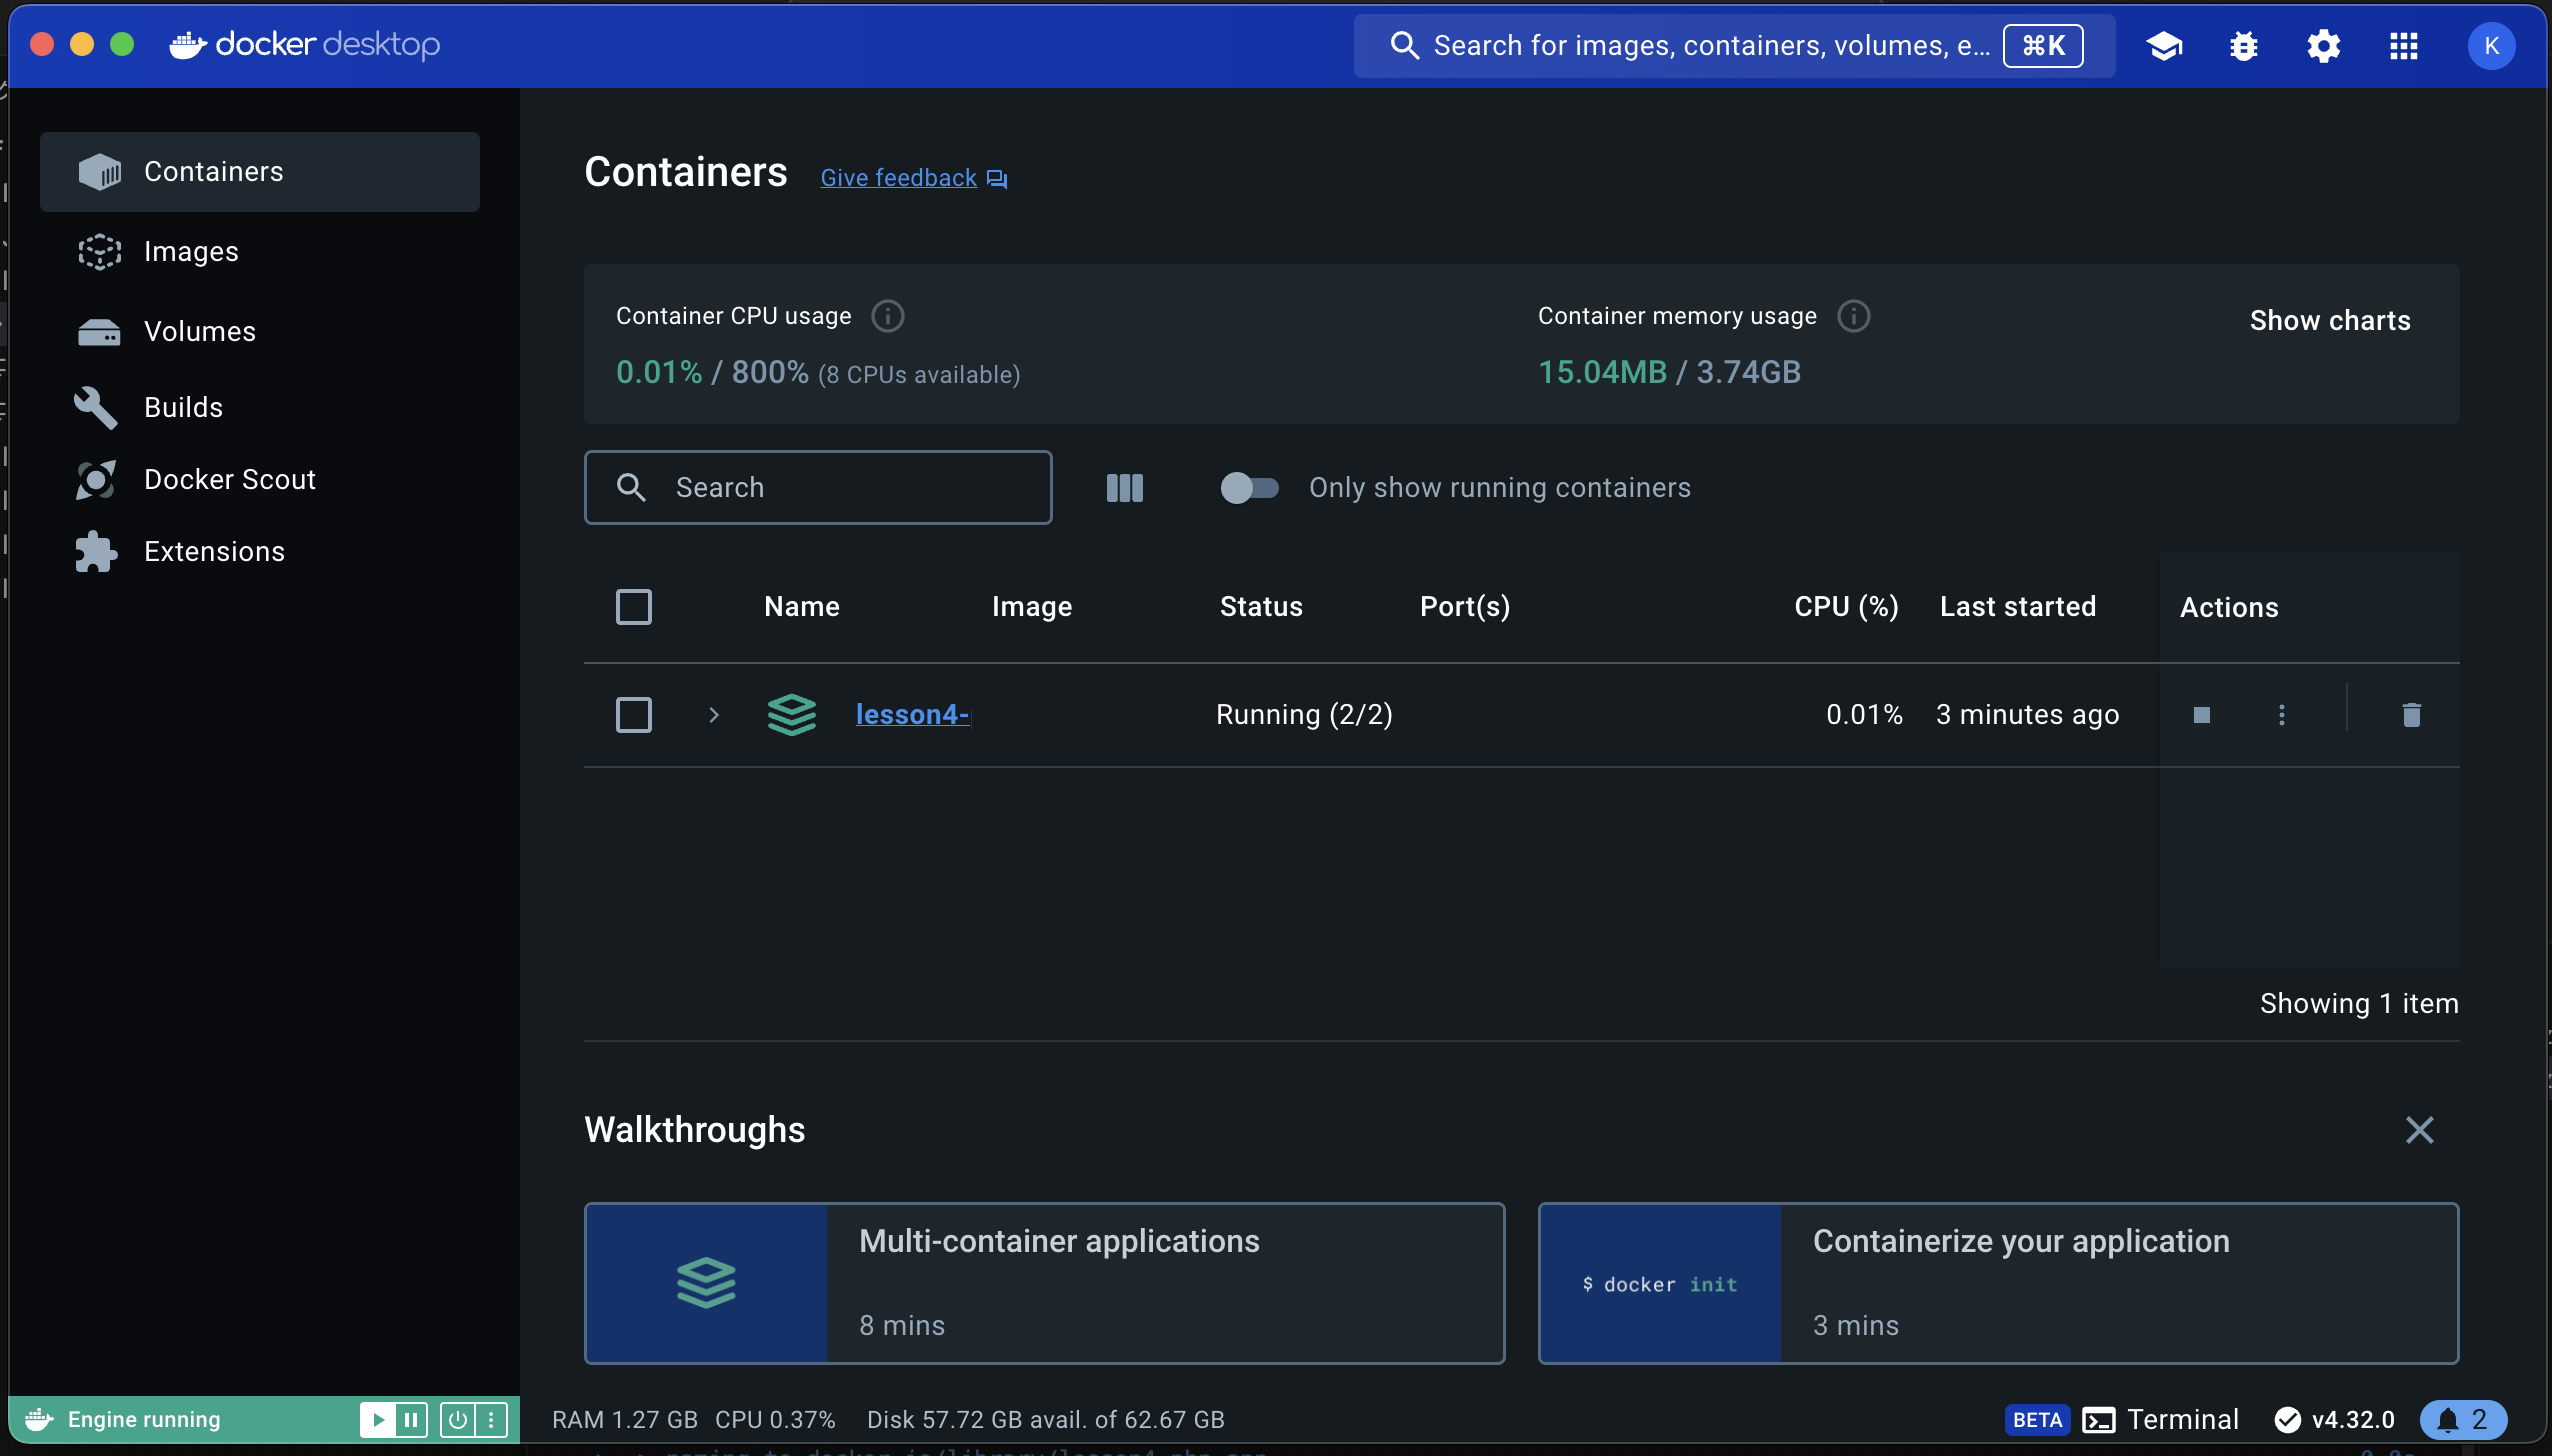 docker desktop
Search for images, containers, volumes, e... ⌘K
K
Containers
Images
Volumes
Builds
Docker Scout
Extensions
Containers Give feedback
Container CPU usage
0.01% / 800% (8 CPUs available)
Container memory usage
15.04MB / 3.74GB
Show charts
Search
Only show running containers
Name Image Status Port(s) CPU (%) Last started Actions
lesson4- Running (2/2) 0.01% 3 minutes ago
Showing 1 item
Walkthroughs
Multi-container applications
8 mins
$ docker init
Containerize your application
3 mins
Engine running
RAM 1.27 GB CPU 0.37% Disk 57.72 GB avail. of 62.67 GB
BETA Terminal v4.32.0 2